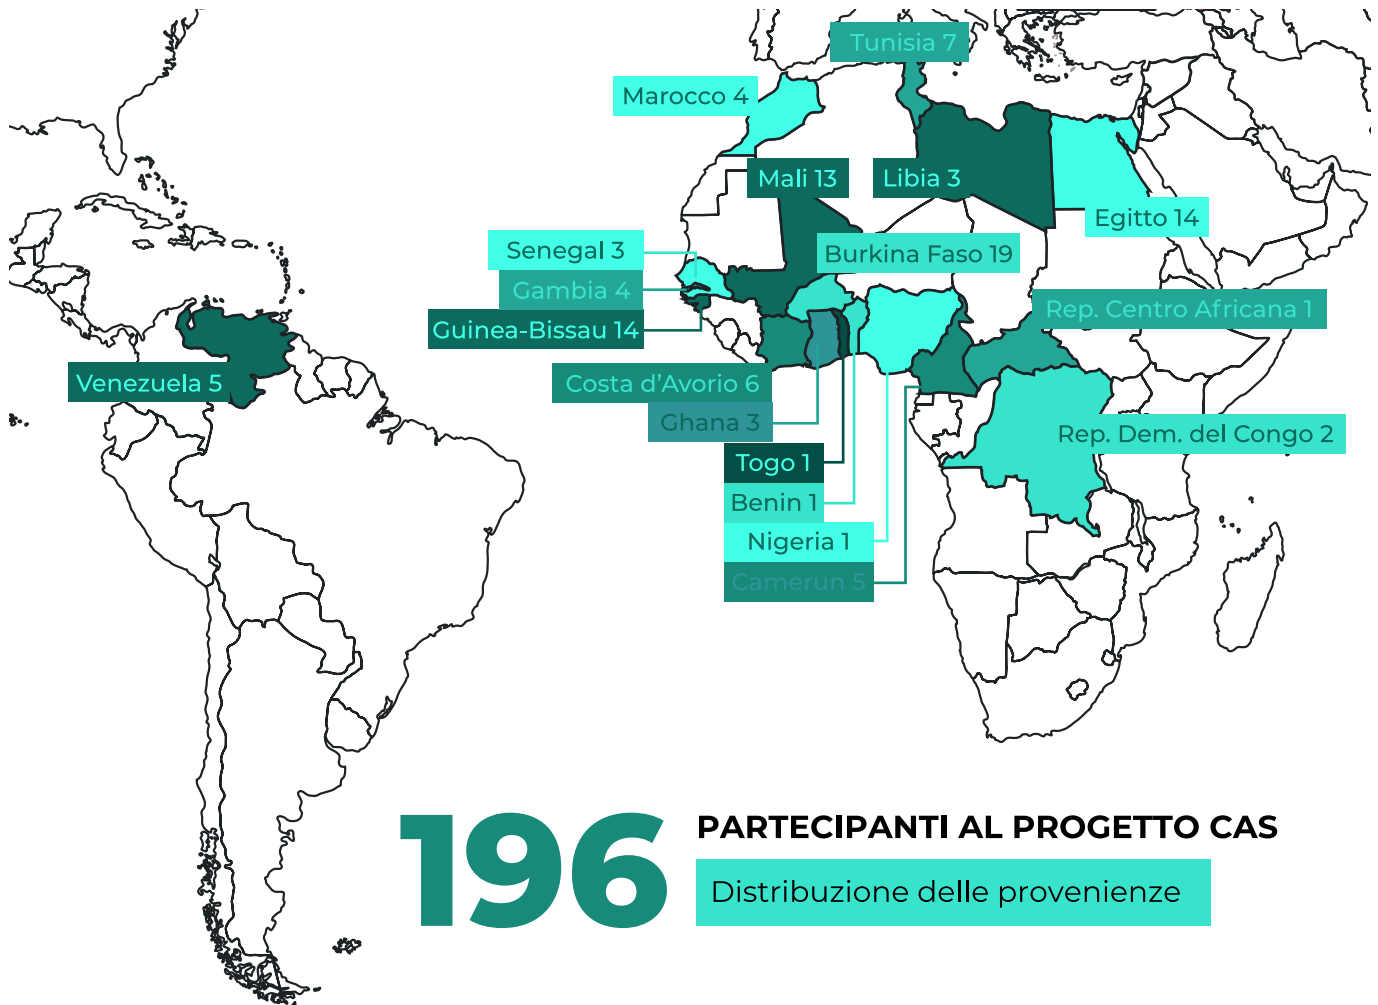 Tunisia 7
Marocco 4
Mali 13
Libia 3
Egitto 14
Senegal 3
Burkina Faso 19
Gambia 4
Rep. Centro Africana 1
Guinea-Bissau 14
Venezuela 5
Costa d’Avorio 6
Ghana 3
Rep. Dem. del Congo 2
Togo 1
Benin 1
Nigeria 1
Camerun 5
196
PARTECIPANTI AL PROGETTO CAS
Distribuzione delle provenienze